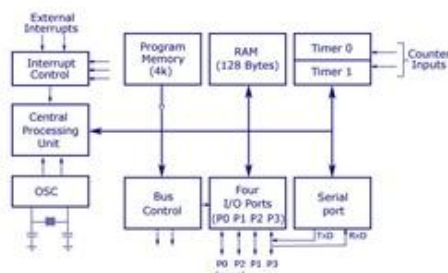 External
Interrupts
Interrupt
Control
Program
Memory
(4k)
RAM
(128 Bytes)
Timer 0
Timer 1
Counter
Inputs
Central
Processing
Unit
OSC
Bus
Control
Four
I/O Ports
(P0 P1 P2 P3)
Serial
port
TxD RxD
P0 P2 P1 P3